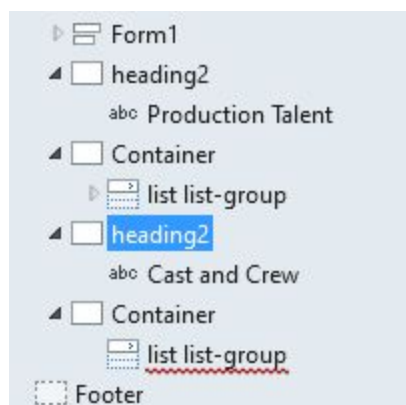 Form1
heading2
abc Production Talent
Container
list list-group
heading2
abc Cast and Crew
Container
list list-group
Footer